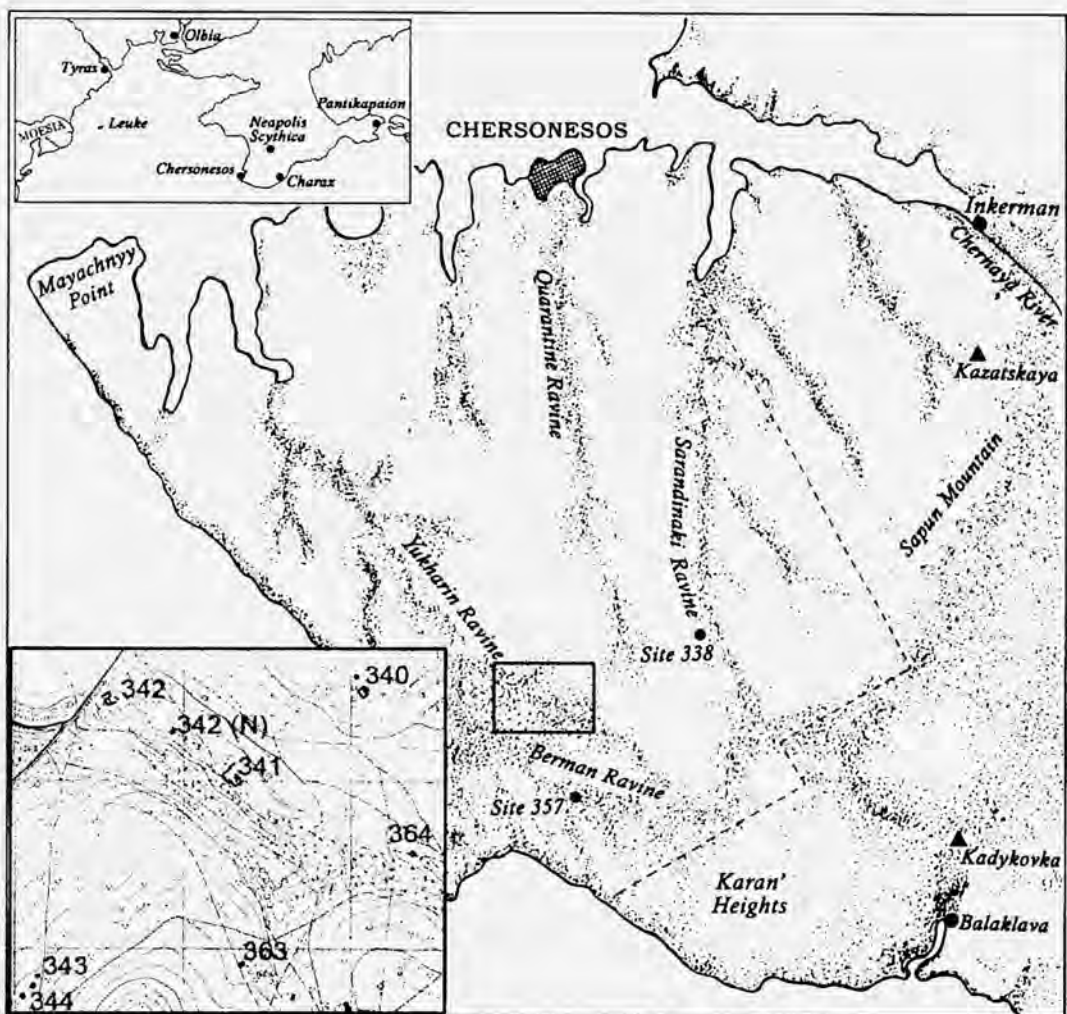 Olbia
Tyras
Pantikapaion
MOESIA
Leuke
Neapolis
Scythica
Chersonesos
Charax
CHERSONESOS
Inkerman
Chernaya River
Mayachnyy
Point
Quarantine Ravine
Kazatskaya
Sarandinaki Ravine
Sapun Mountain
Yukharin Ravine
Site 338
Berman Ravine
Site 357
Kadykovka
Karan'
Heights
Balaklava
342
340
342 (N)
341
364
363
343
344